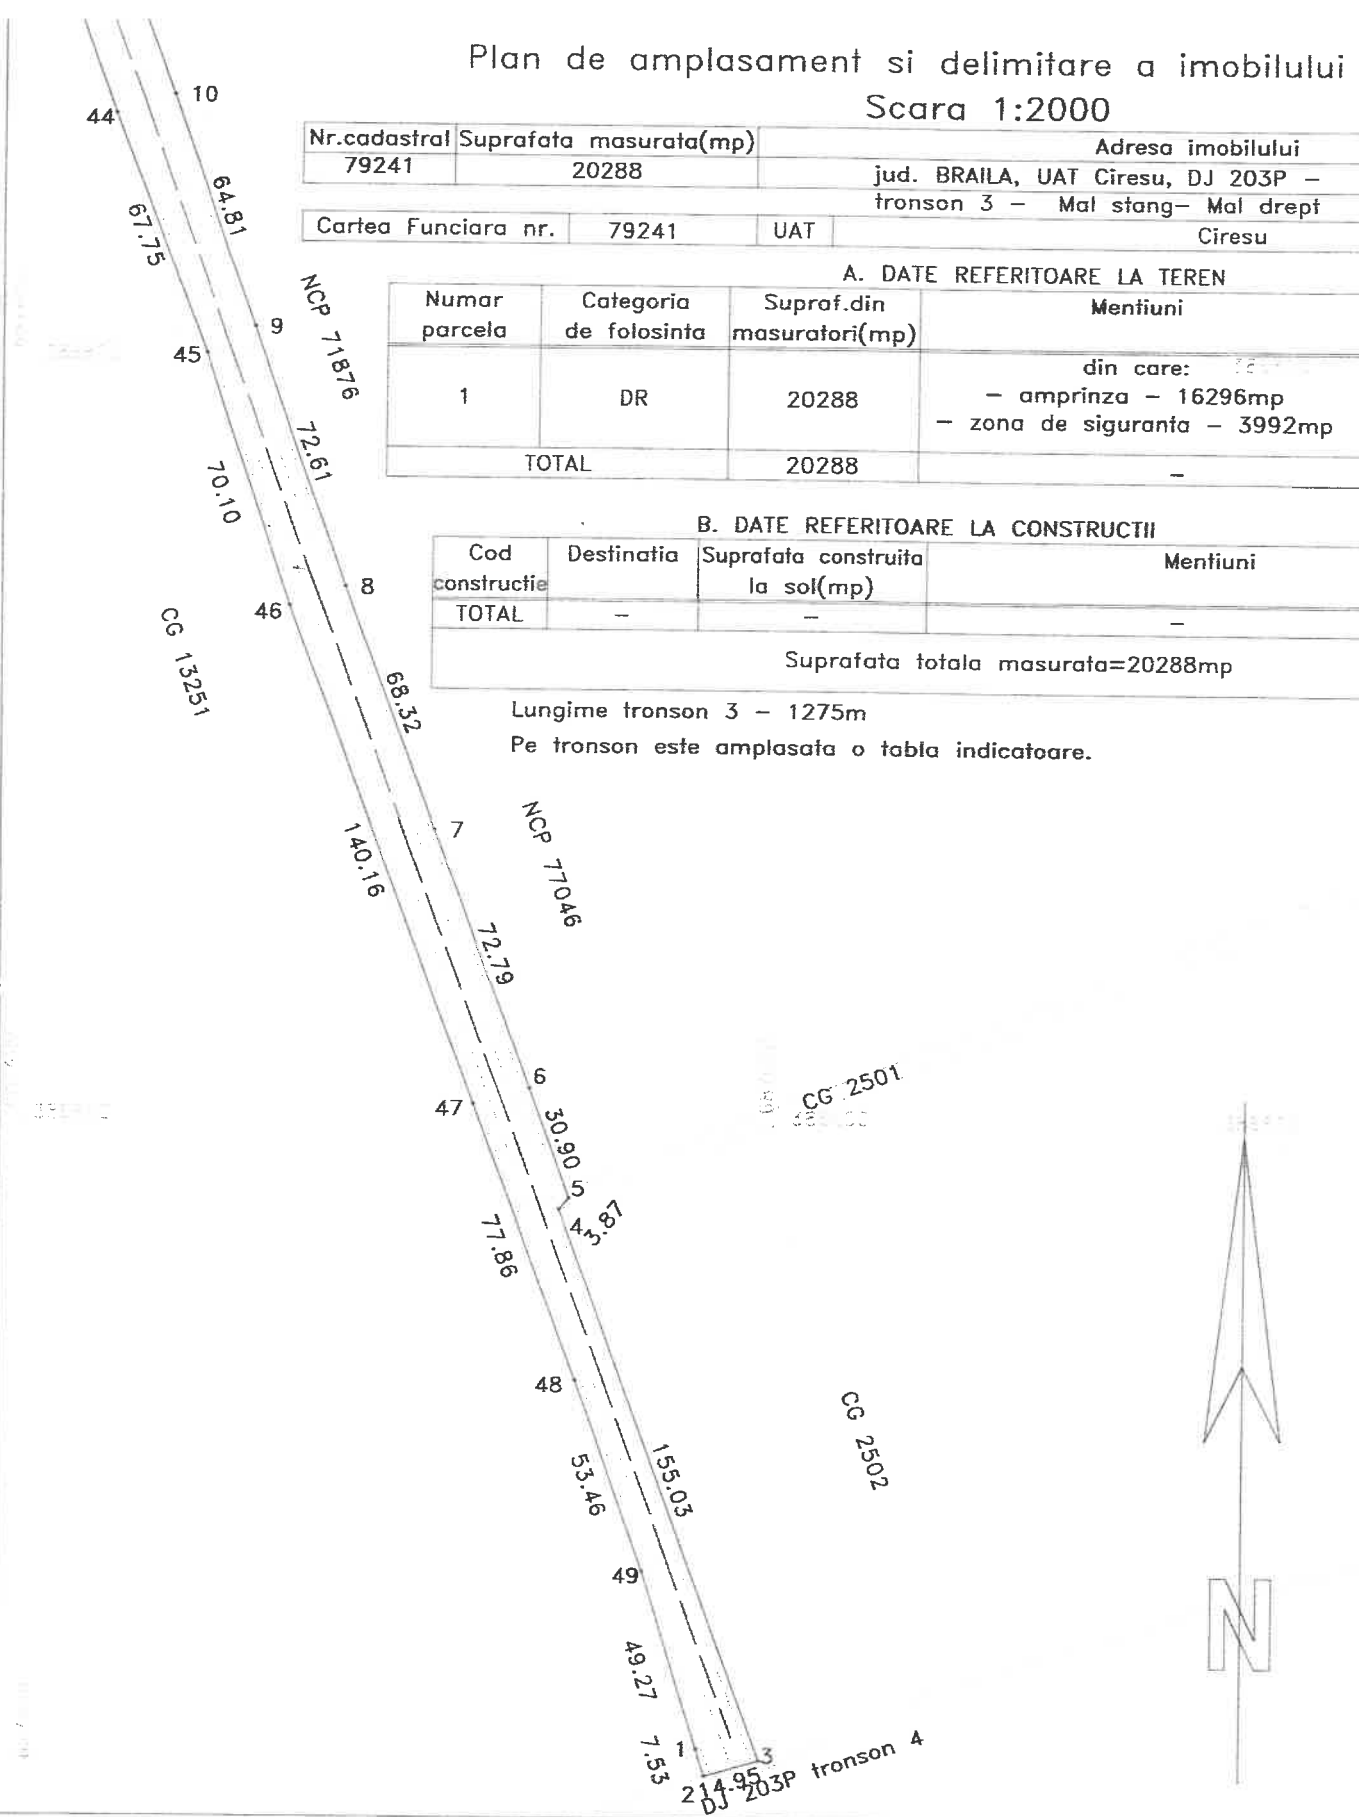 Plan de amplasament si delimitare a imobilului
Scara 1:2000
Nr.cadastral Suprafata masurata(mp) Adresa imobilului
79241 20288 jud. BRAILA, UAT Ciresu, DJ 203P –
tronson 3 – Mal stang– Mal drept
Cartea Funciara nr. 79241 UAT Ciresu
A. DATE REFERITOARE LA TEREN
Numar parcela Categoria de folosinta Supraf.din masuratori(mp) Mentiuni
din care:
1 DR 20288 – amprinza – 16296mp
– zona de siguranta – 3992mp
TOTAL 20288 –
B. DATE REFERITOARE LA CONSTRUCTII
Cod constructie Destinatia Suprafata construita la sol(mp) Mentiuni
TOTAL – – –
Suprafata totala masurata=20288mp
Lungime tronson 3 – 1275m
Pe tronson este amplasata o tabla indicatoare.
10
44
64.81
67.75
NCP 71876
9
45
72.61
70.10
8
46
CG 13251
68.32
7
NCP 77046
140.16
72.79
6
47
CG 2501
30.90
5
4
3.87
77.86
48
CG 2502
155.03
53.46
49
49.27
N
1
3
7.53
2
14.95
DJ 203P tronson 4